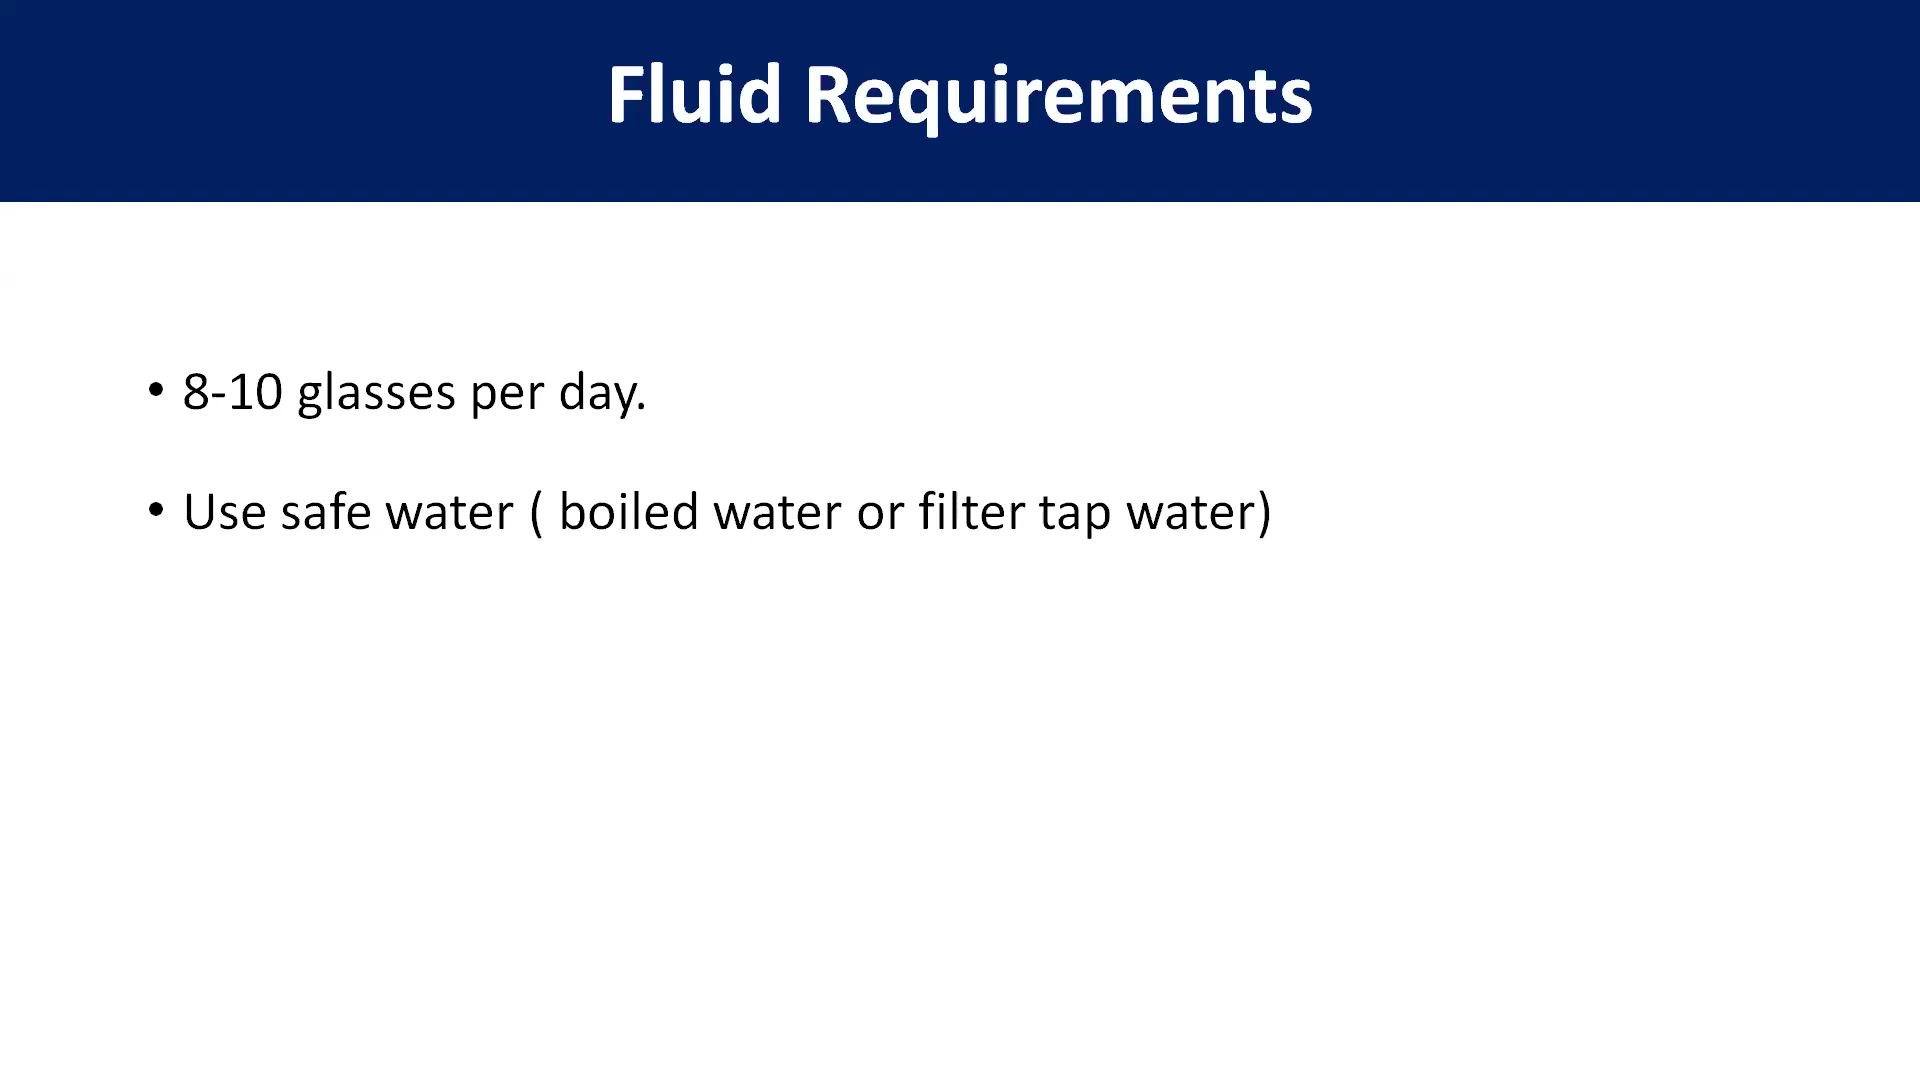 Fluid Requirements
• 8-10 glasses per day.
• Use safe water ( boiled water or filter tap water)